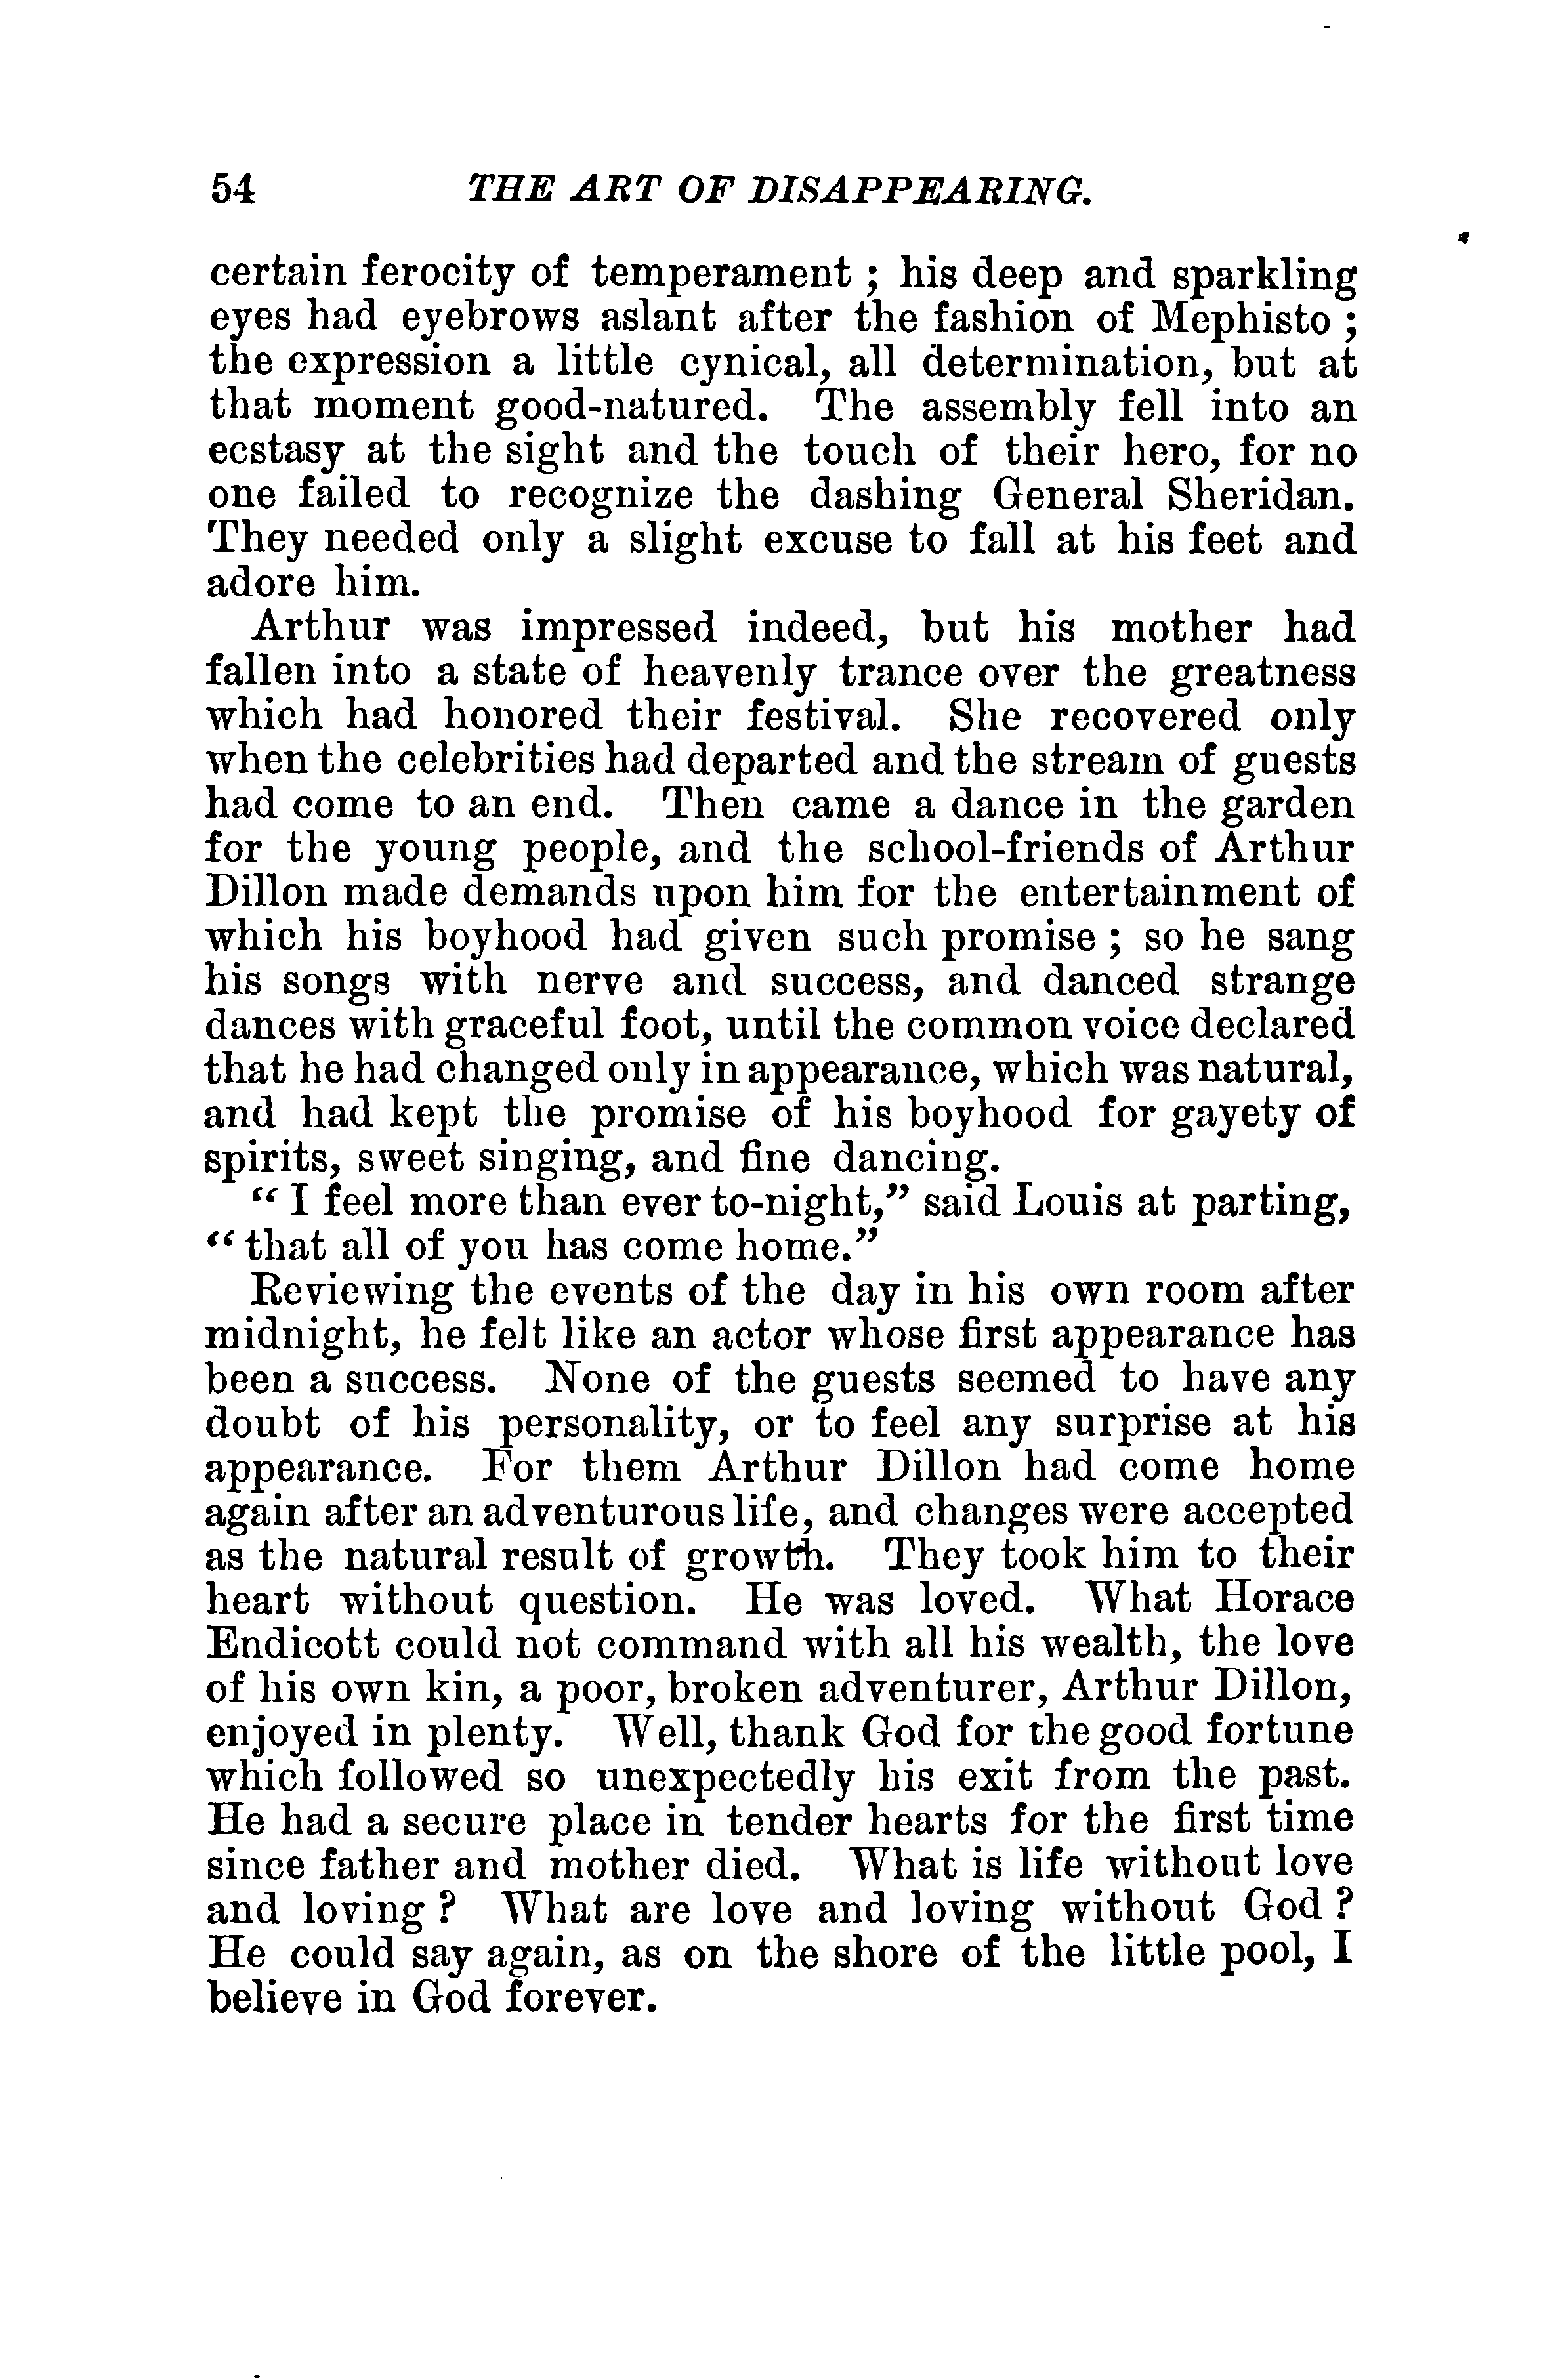 54 THE ART OF DISAPPEARING.
certain ferocity of temperament ; his deep and sparkling
eyes had eyebrows aslant after the fashion of Mephisto ;
the expression a little cynical, all determination, but at
that moment good-natured. The assembly fell into an
ecstasy at the sight and the touch of their hero, for no
one failed to recognize the dashing General Sheridan.
They needed only a slight excuse to fall at his feet and
adore him.
Arthur was impressed indeed, but his mother had
fallen into a state of heavenly trance over the greatness
which had honored their festival. She recovered only
when the celebrities had departed and the stream of guests
had come to an end. Then came a dance in the garden
for the young people, and the school-friends of Arthur
Dillon made demands upon him for the entertainment of
which his boyhood had given such promise ; so he sang
his songs with nerve and success, and danced strange
dances with graceful foot, until the common voice declared
that he had changed only in appearance, which was natural,
and had kept the promise of his boyhood for gayety of
spirits, sweet singing, and fine dancing.
“ I feel more than ever to-night,” said Louis at parting,
“ that all of you has come home.”
Reviewing the events of the day in his own room after
midnight, he felt like an actor whose first appearance has
been a success. None of the guests seemed to have any
doubt of his personality, or to feel any surprise at his
appearance. For them Arthur Dillon had come home
again after an adventurous life, and changes were accepted
as the natural result of growth. They took him to their
heart without question. He was loved. What Horace
Endicott could not command with all his wealth, the love
of his own kin, a poor, broken adventurer, Arthur Dillon,
enjoyed in plenty. Well, thank God for the good fortune
which followed so unexpectedly his exit from the past.
He had a secure place in tender hearts for the first time
since father and mother died. What is life without love
and loving ? What are love and loving without God ?
He could say again, as on the shore of the little pool, I
believe in God forever.